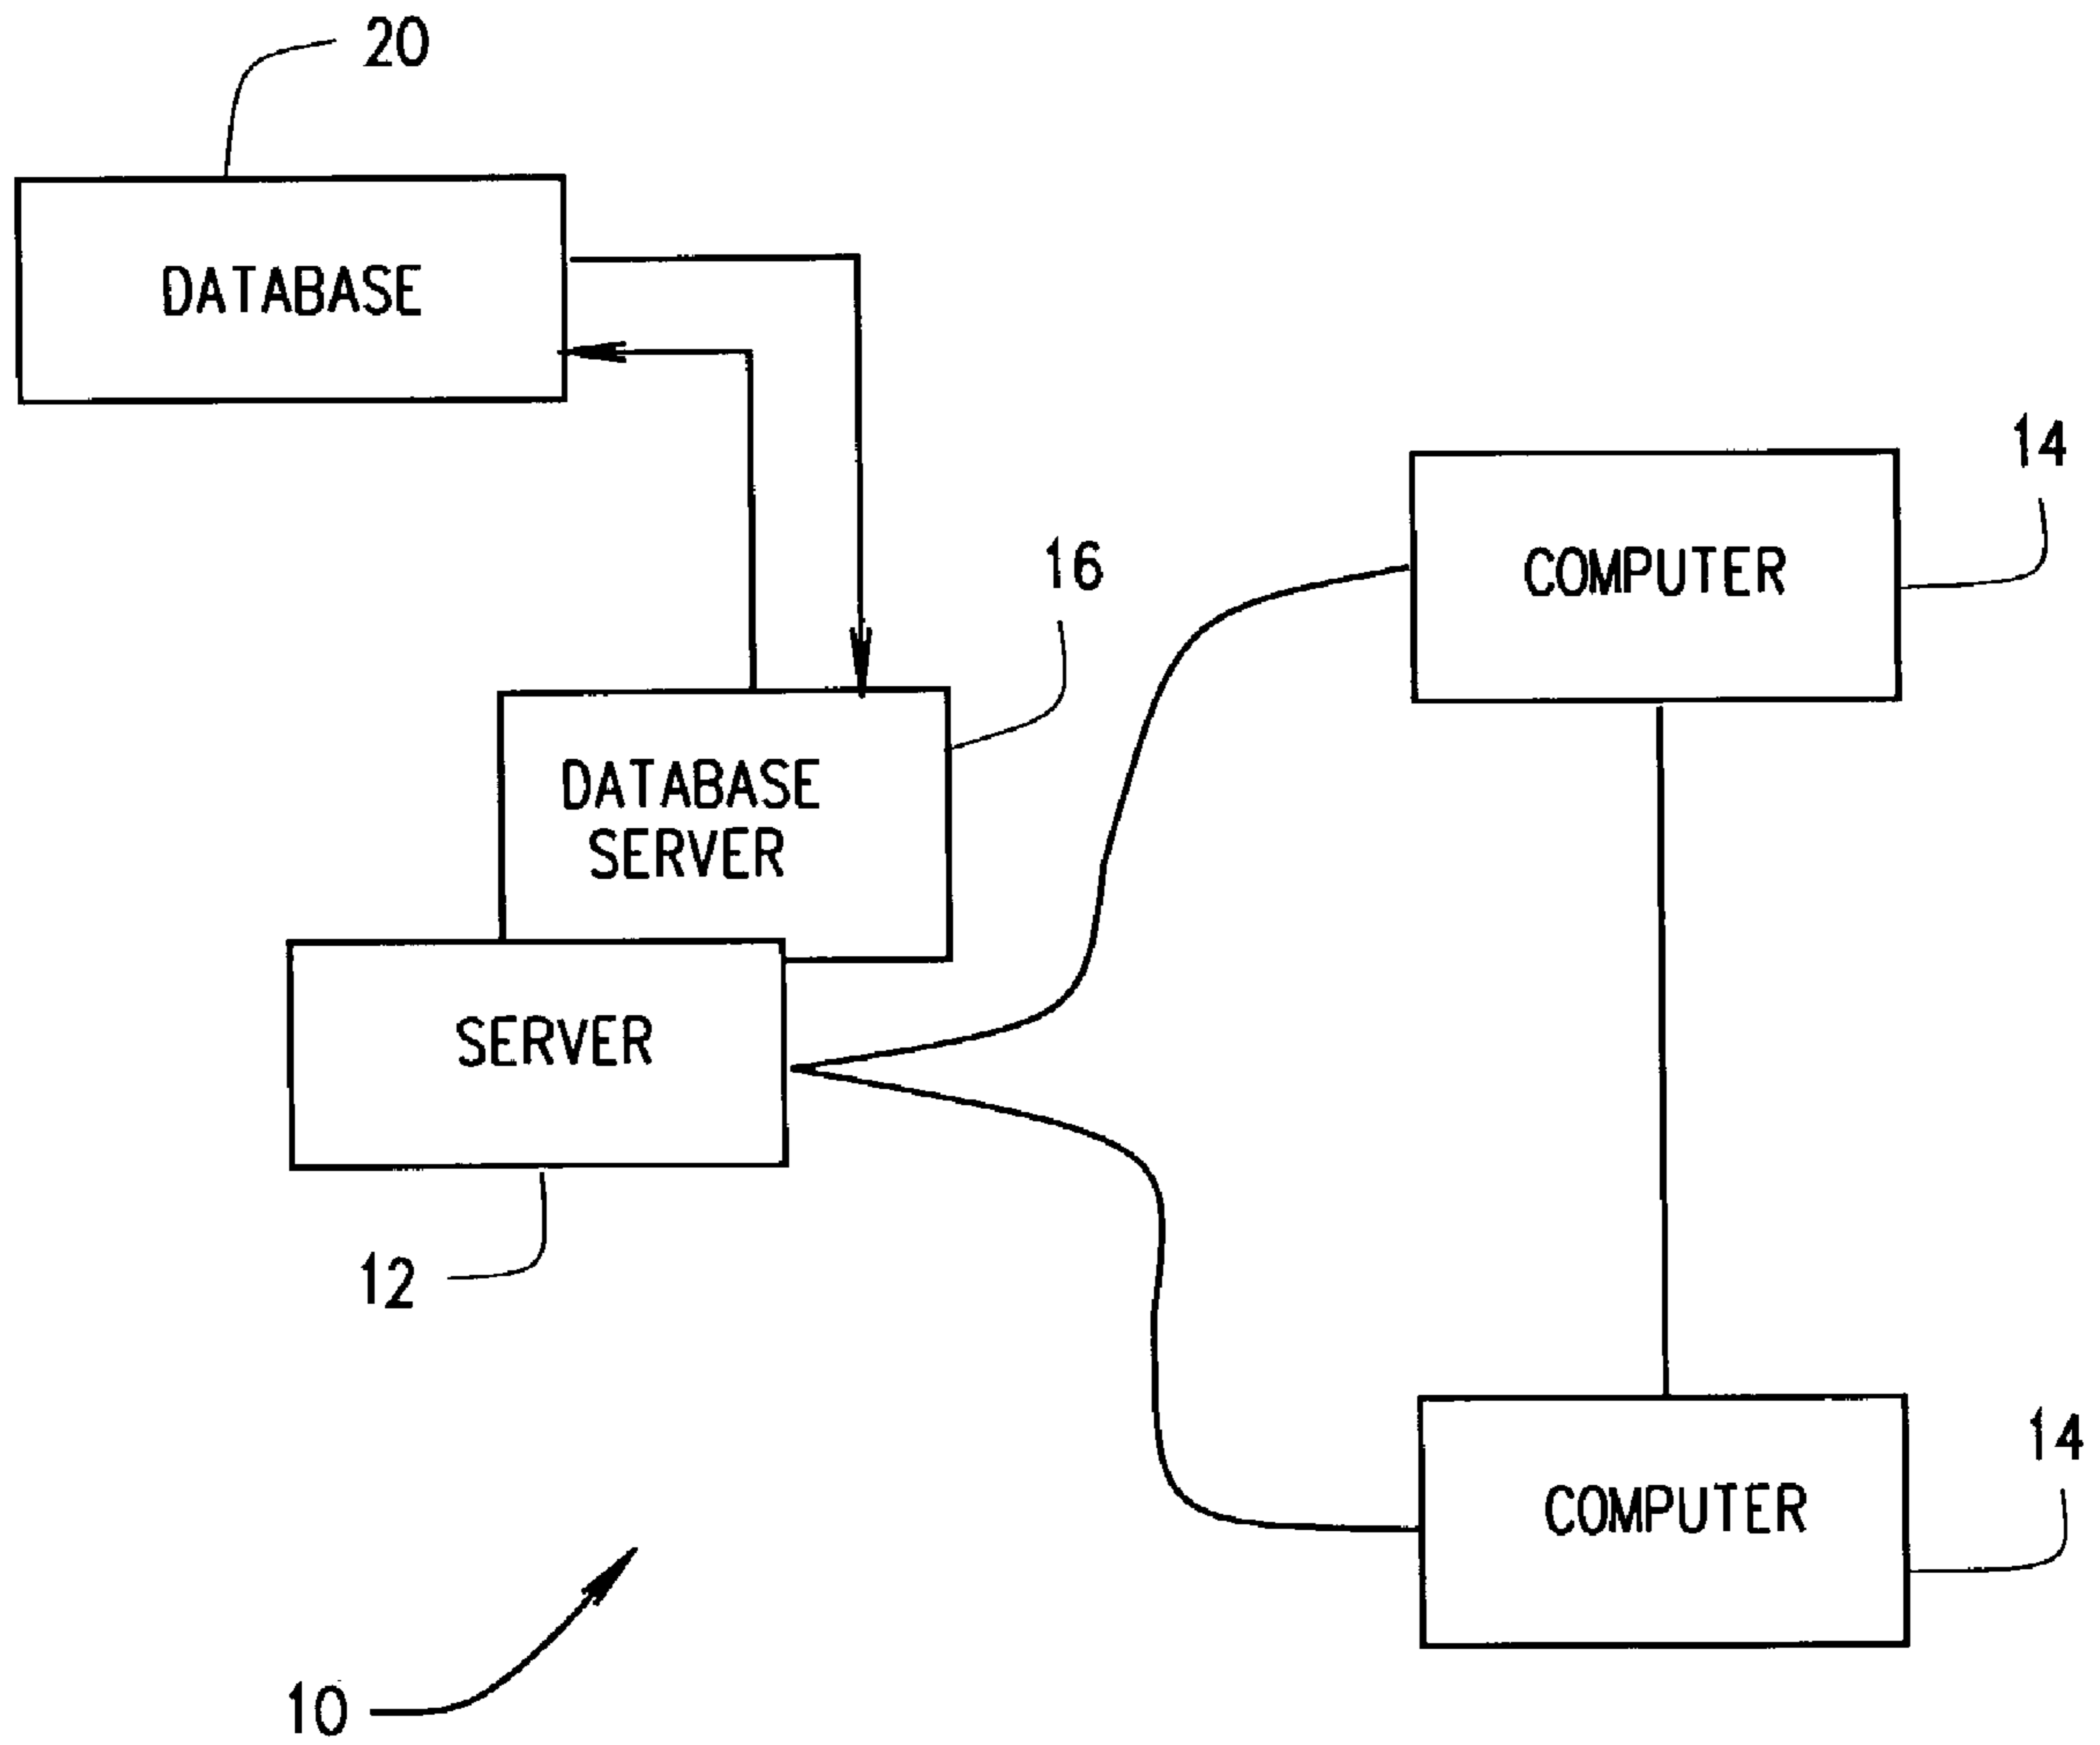 20
DATABASE
14
COMPUTER
16
DATABASE
SERVER
SERVER
12
14
COMPUTER
10